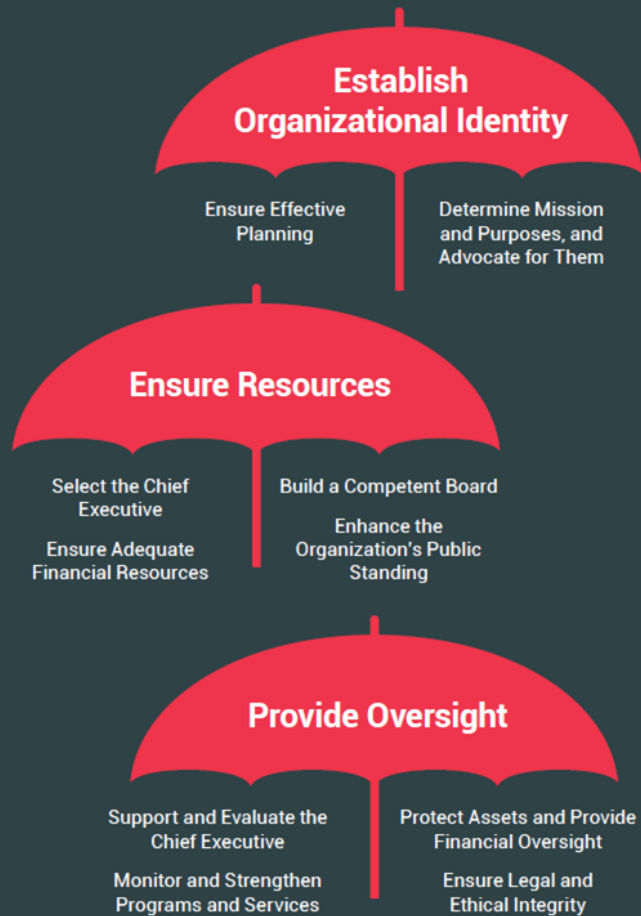 Establish
Organizational Identity
Ensure Effective
Planning
Determine Mission
and Purposes, and
Advocate for Them
Ensure Resources
Select the Chief
Executive
Ensure Adequate
Financial Resources
Build a Competent Board
Enhance the
Organization's Public
Standing
Provide Oversight
Support and Evaluate the
Chief Executive
Monitor and Strengthen
Programs and Services
Protect Assets and Provide
Financial Oversight
Ensure Legal and
Ethical Integrity